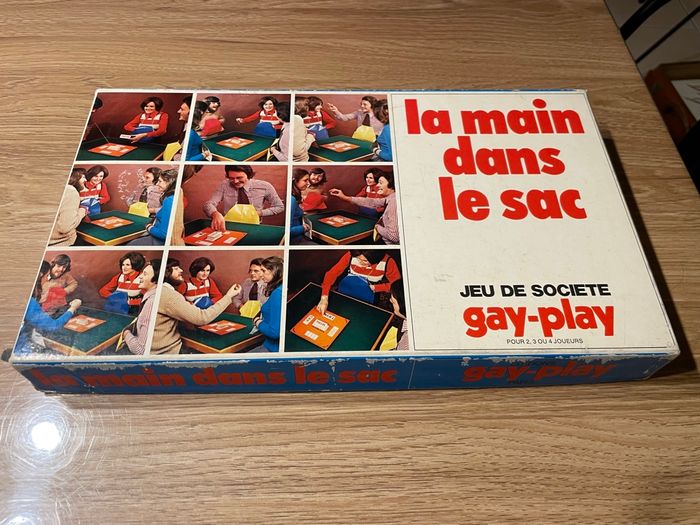 la main
dans
le sac
JEU DE SOCIETE
gay-play
POUR 2, 3 OU 4 JOUEURS
la main dans le sac
gay-play